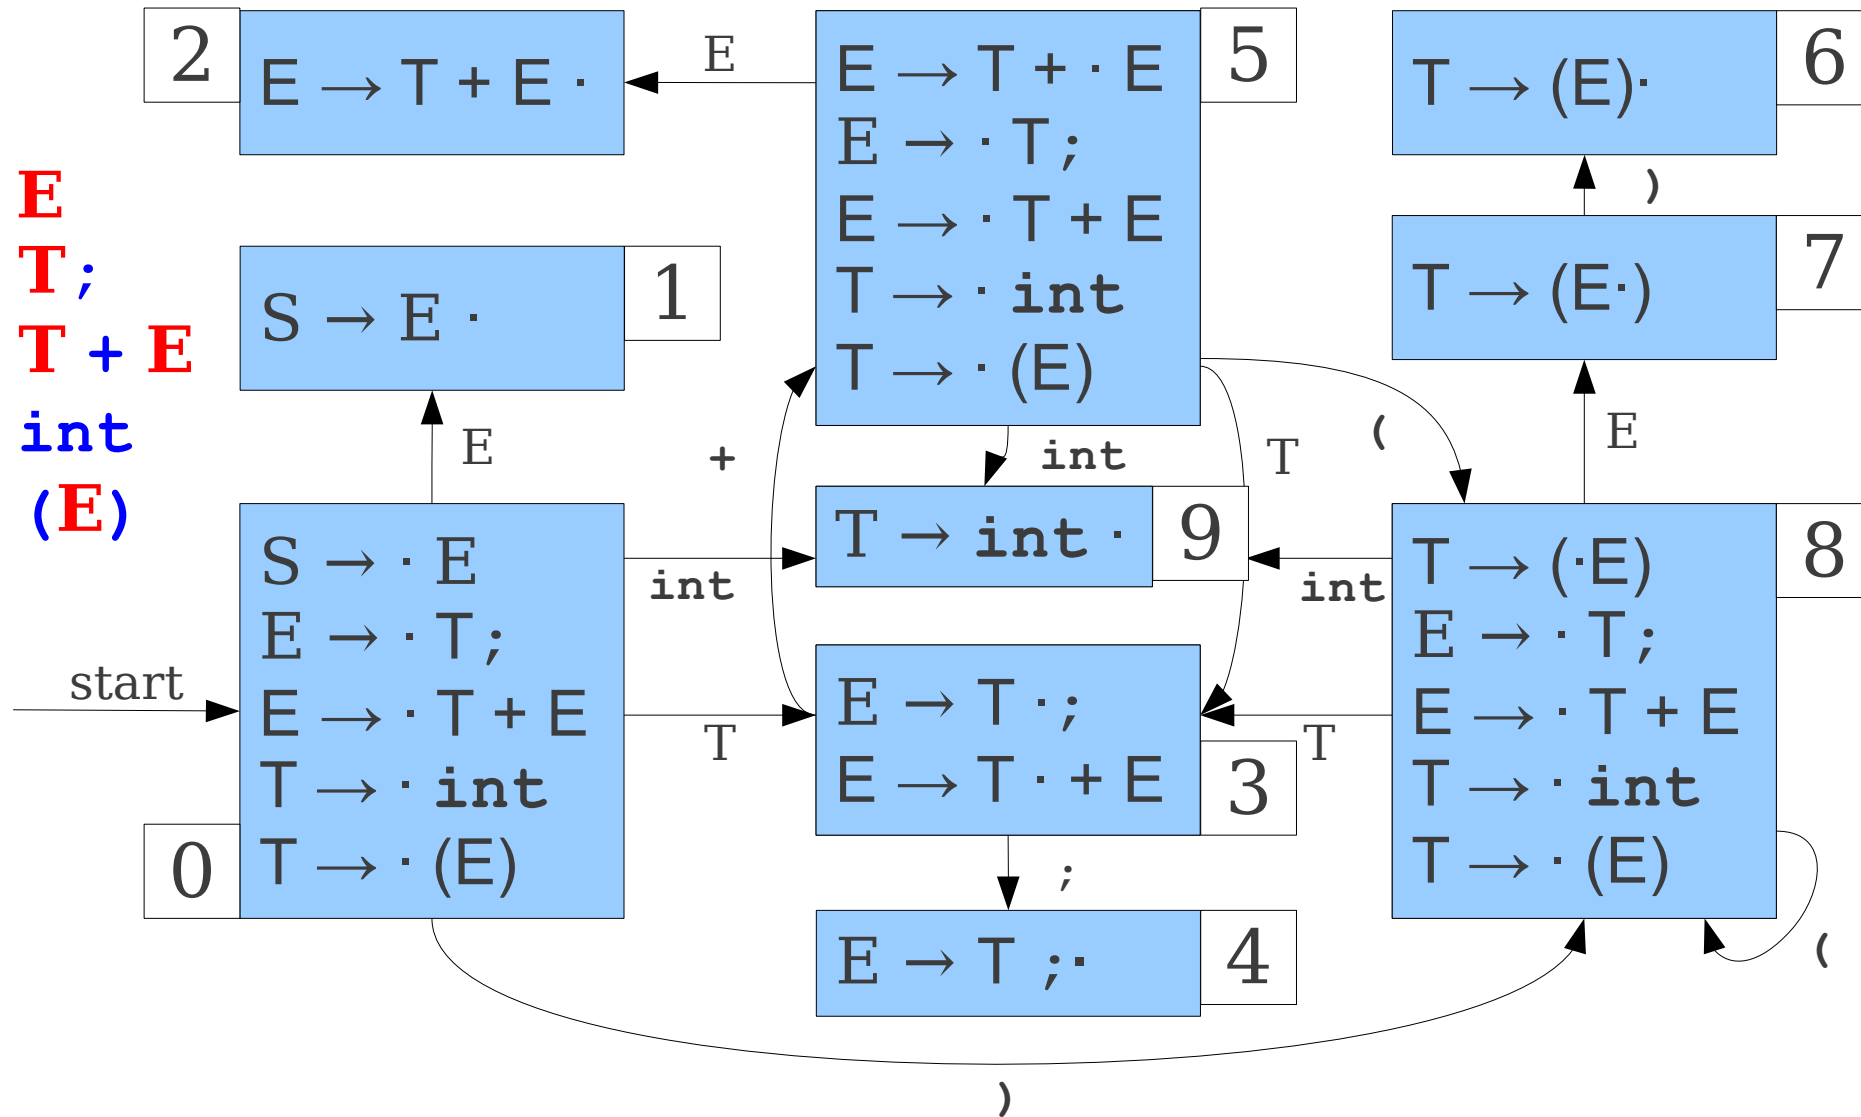 E
T ;
T + E
int
(E)
2
E → T + E ·
E
5
E → T + · E
E → · T ;
E → · T + E
T → · int
T → · (E)
6
T → (E)·
)
7
T → (E·)
1
S → E ·
E
+
int
T
(
E
start
0
S → · E
E → · T ;
E → · T + E
T → · int
T → · (E)
int
T
9
T → int ·
3
E → T · ;
E → T · + E
;
4
E → T ;·
int
T
8
T → (·E)
E → · T ;
E → · T + E
T → · int
T → · (E)
(
)